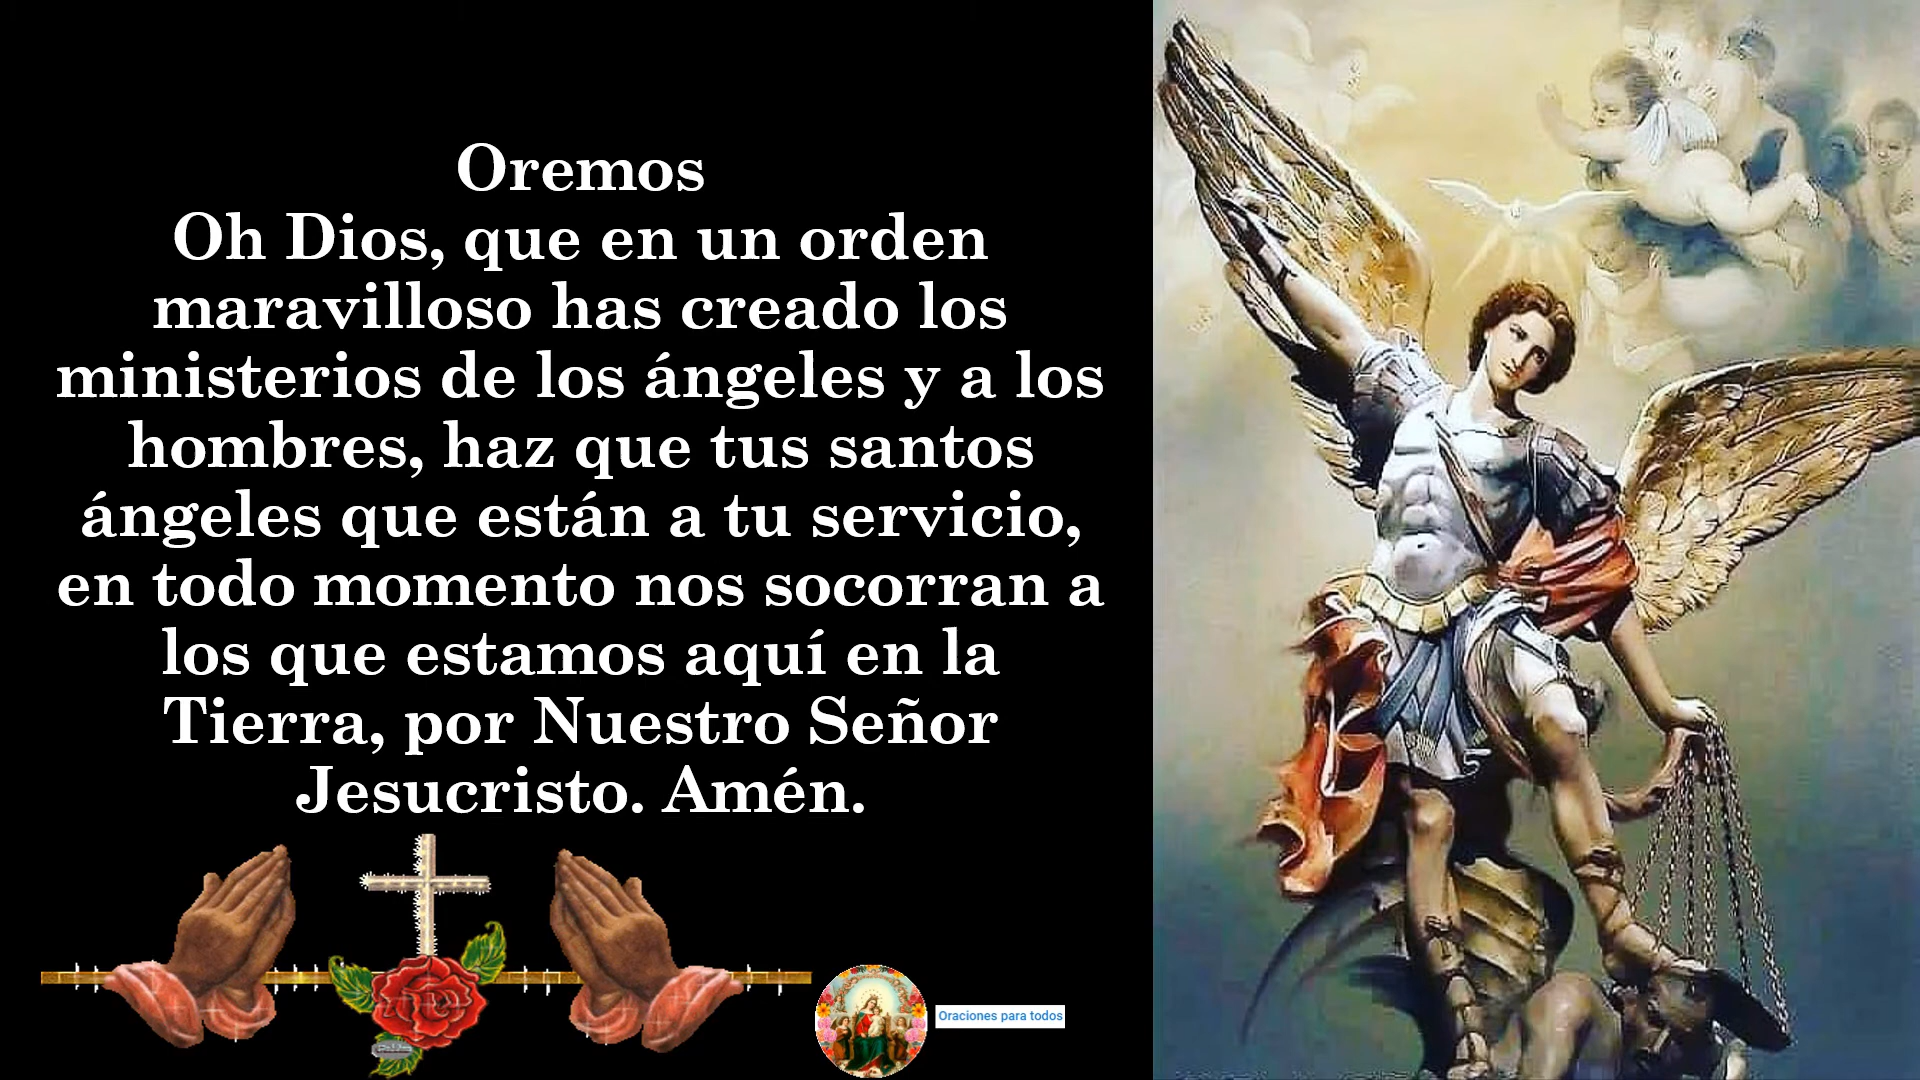 Oremos
Oh Dios, que en un orden
maravilloso has creado los
ministerios de los ángeles y a los
hombres, haz que tus santos
ángeles que están a tu servicio,
en todo momento nos socorran a
los que estamos aquí en la
Tierra, por Nuestro Señor
Jesucristo. Amén.
Oraciones para todos